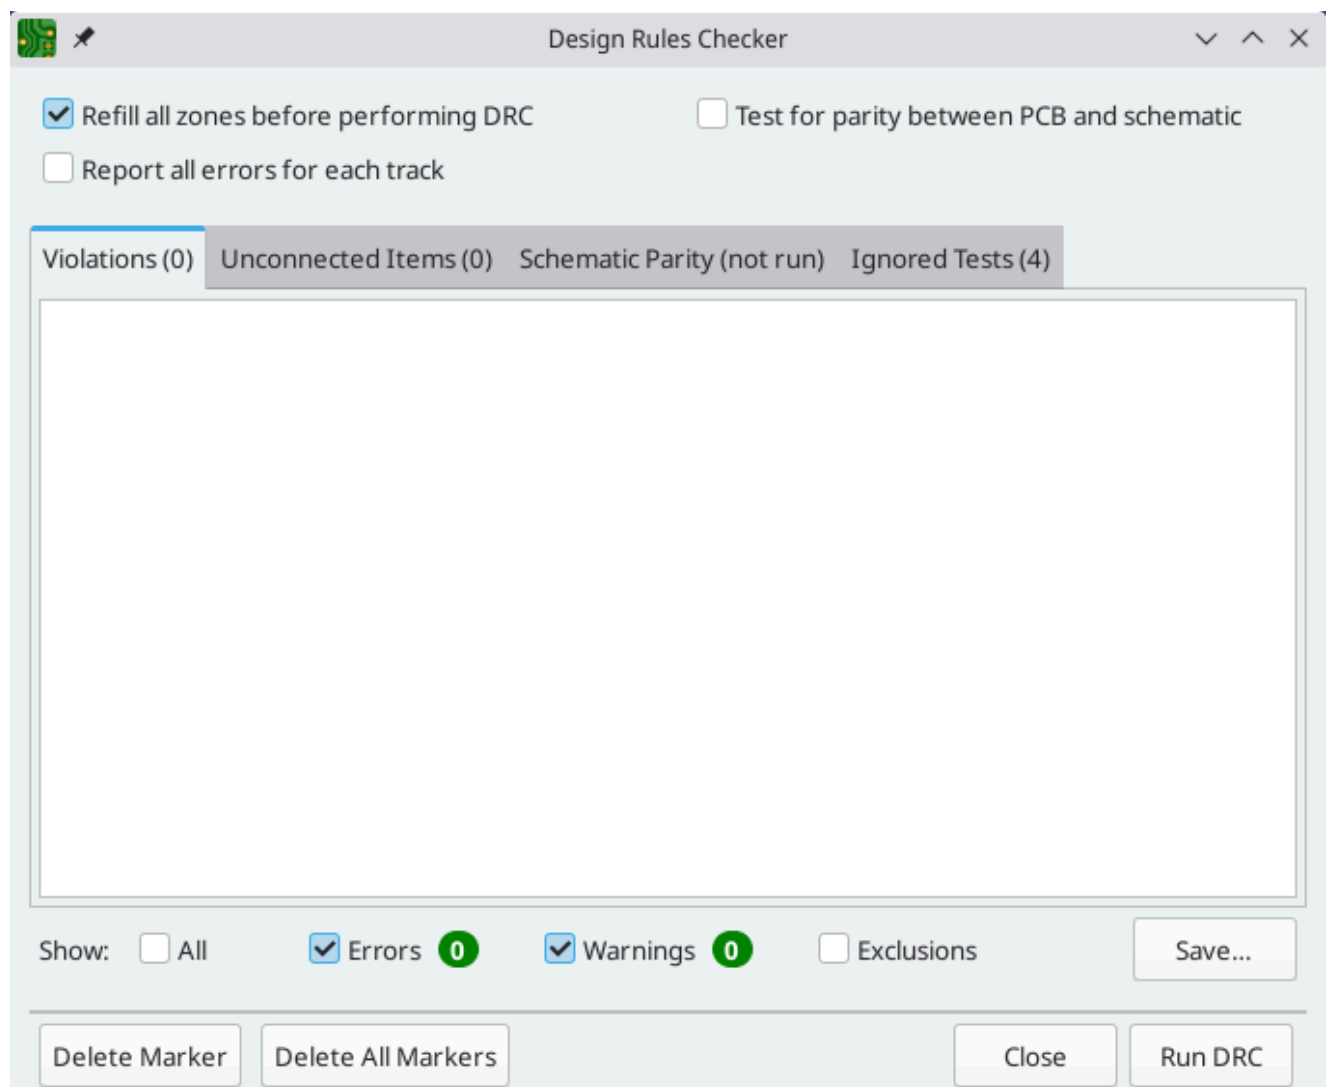 Design Rules Checker
Refill all zones before performing DRC
Test for parity between PCB and schematic
Report all errors for each track
Violations (0) Unconnected Items (0) Schematic Parity (not run) Ignored Tests (4)
Show: All Errors 0 Warnings 0 Exclusions Save...
Delete Marker Delete All Markers Close Run DRC